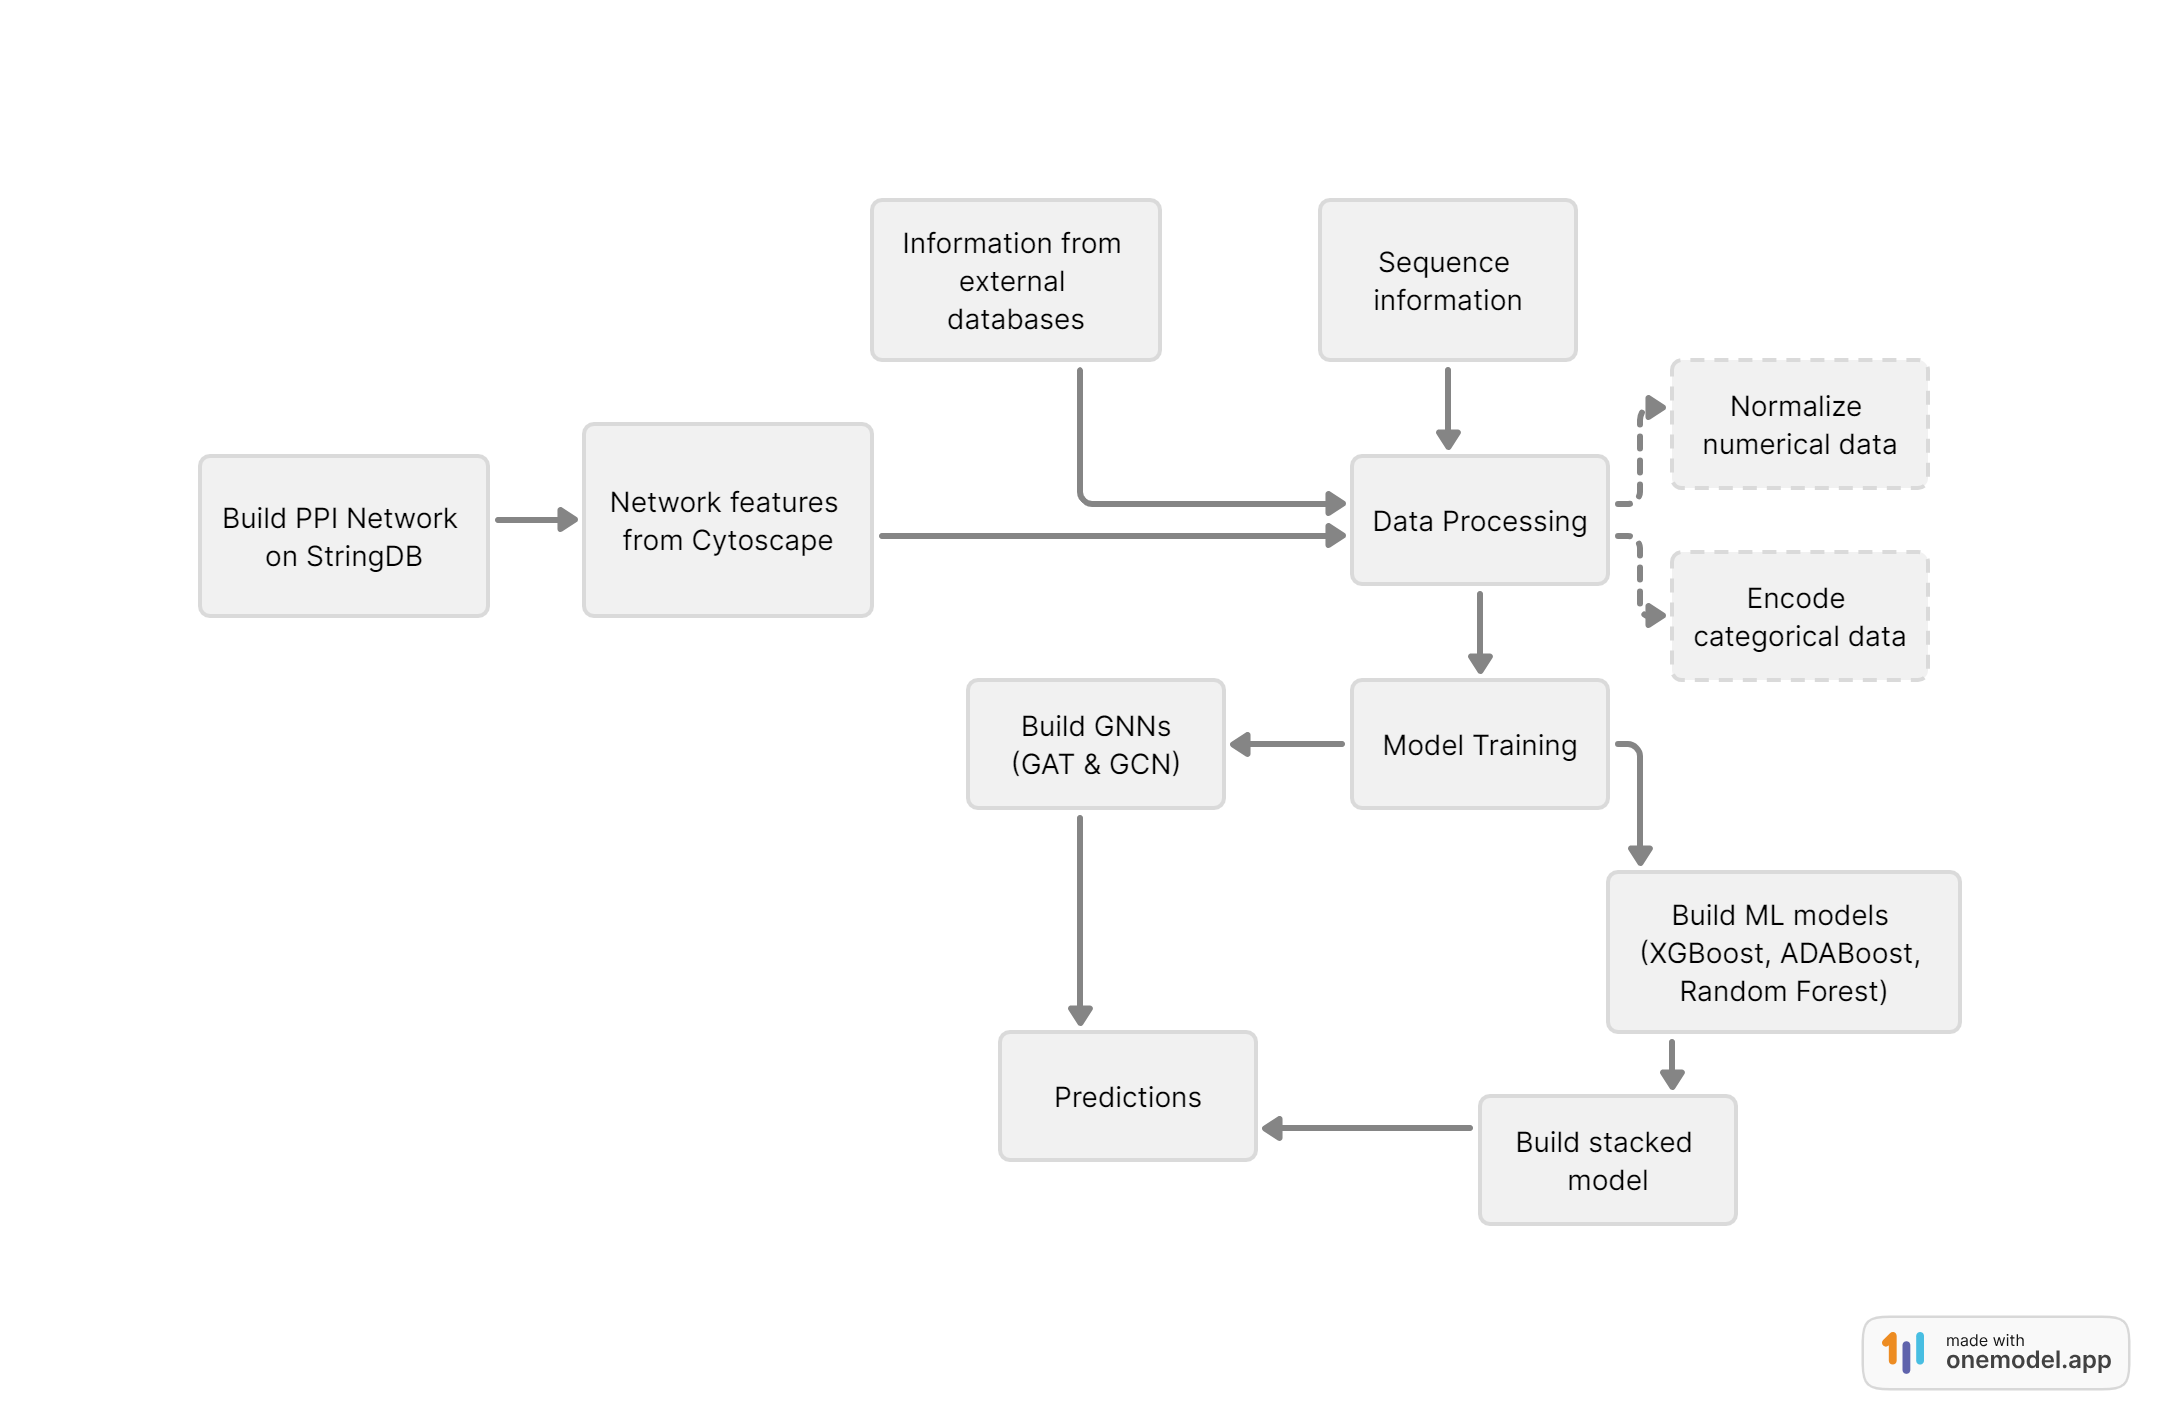 Information from
external
databases
Sequence
information
Normalize
numerical data
Build PPI Network
on StringDB
Network features
from Cytoscape
Data Processing
Encode
categorical data
Build GNNs
(GAT & GCN)
Model Training
Build ML models
(XGBoost, ADABoost,
Random Forest)
Predictions
Build stacked
model
made with
onemodel.app